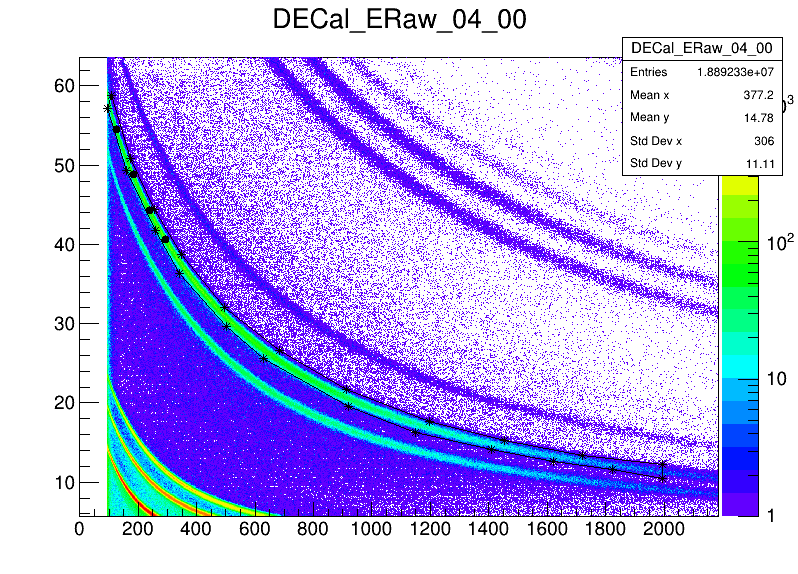 DECal_ERaw_04_00
DECal_ERaw_04_00
Entries 1.889233e+07
Mean x 377.2
Mean y 14.78
Std Dev x 306
Std Dev y 11.11
60
50
40
30
20
10
10²
10
1
0 200 400 600 800 1000 1200 1400 1600 1800 2000